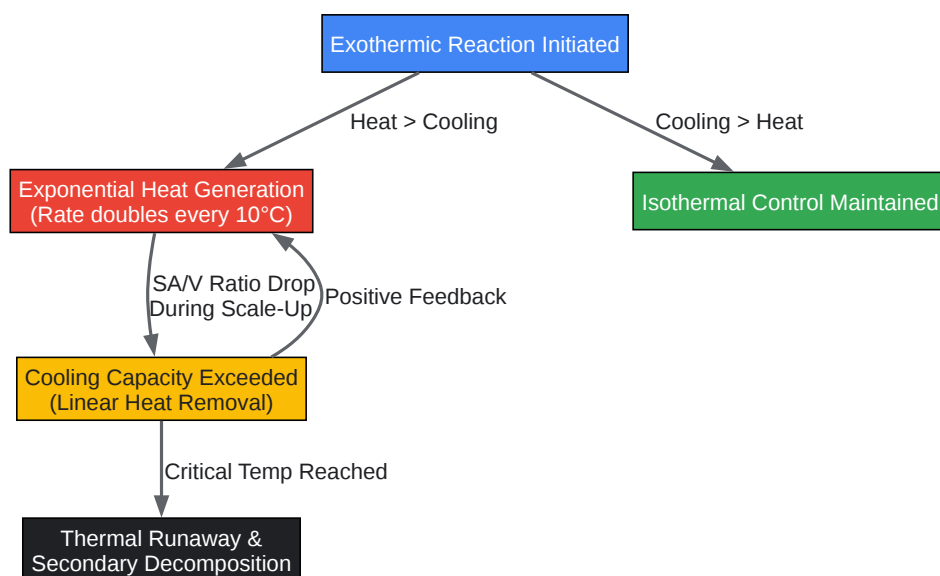 Exothermic Reaction Initiated
Heat > Cooling
Cooling > Heat
Exponential Heat Generation
(Rate doubles every 10°C)
Isothermal Control Maintained
SA/V Ratio Drop
During Scale-Up
Positive Feedback
Cooling Capacity Exceeded
(Linear Heat Removal)
Critical Temp Reached
Thermal Runaway &
Secondary Decomposition